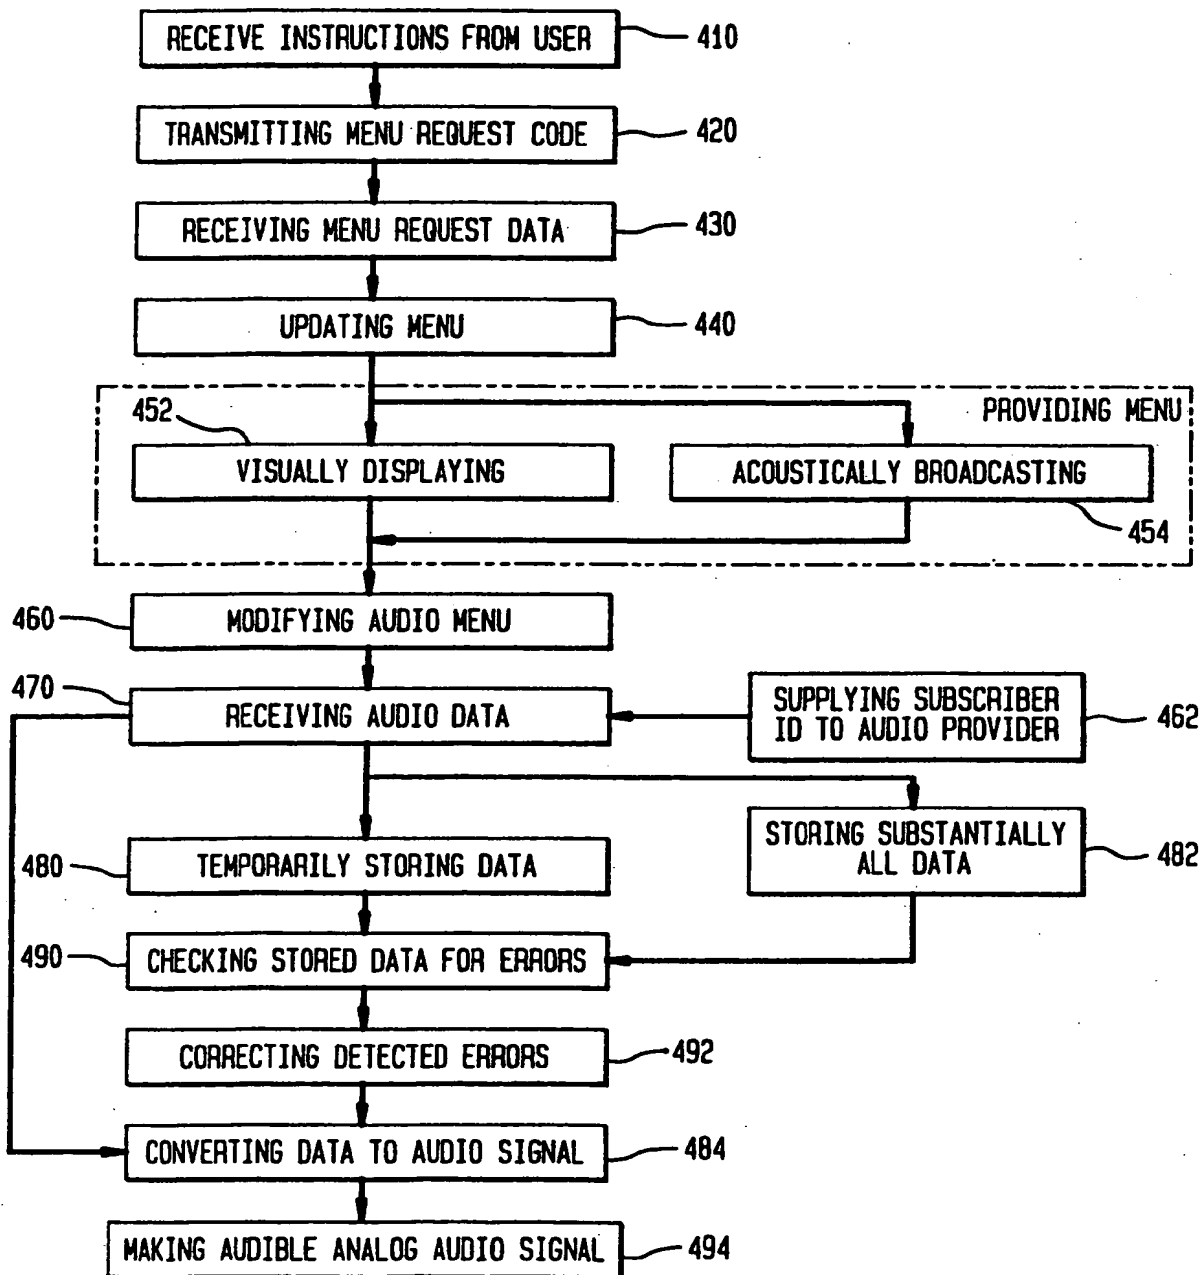 RECEIVE INSTRUCTIONS FROM USER
410
TRANSMITTING MENU REQUEST CODE
420
RECEIVING MENU REQUEST DATA
430
UPDATING MENU
440
452
PROVIDING MENU
VISUALLY DISPLAYING
ACOUSTICALLY BROADCASTING
454
460
MODIFYING AUDIO MENU
470
RECEIVING AUDIO DATA
SUPPLYING SUBSCRIBER
ID TO AUDIO PROVIDER
462
480
TEMPORARILY STORING DATA
STORING SUBSTANTIALLY
ALL DATA
482
490
CHECKING STORED DATA FOR ERRORS
CORRECTING DETECTED ERRORS
492
CONVERTING DATA TO AUDIO SIGNAL
484
MAKING AUDIBLE ANALOG AUDIO SIGNAL
494